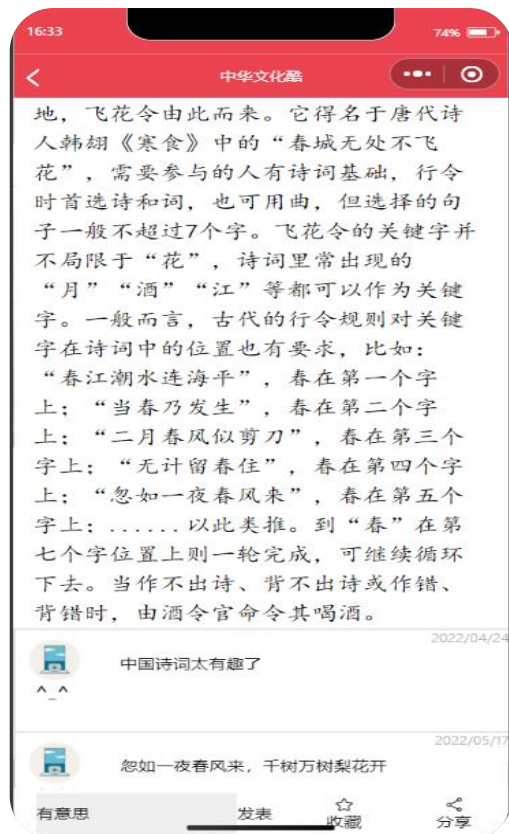 16:33
74%
中华文化酷
地，飞花令由此而来。它得名于唐代诗
人韩翃《寒食》中的“春城无处不飞
花”，需要参与的人有诗词基础，行令
时首选诗和词，也可用曲，但选择的句
子一般不超过7个字。飞花令的关键字并
不局限于“花”，诗词里常出现的
“月”“酒”“江”等都可以作为关键
字。一般而言，古代的行令规则对关键
字在诗词中的位置也有要求，比如：
“春江潮水连海平”，春在第一个字
上；“当春乃发生”，春在第二个字
上；“二月春风似剪刀”，春在第三个
字上；“无计留春住”，春在第四个字
上；“忽如一夜春风来”，春在第五个
字上；......以此类推。到“春”在第
七个字位置上则一轮完成，可继续循环
下去。当作不出诗、背不出诗或作错、
背错时，由酒令官命令其喝酒。
2022/04/24
中国诗词太有趣了
^_^
2022/05/17
忽如一夜春风来，千树万树梨花开
有意思
发表
收藏
分享